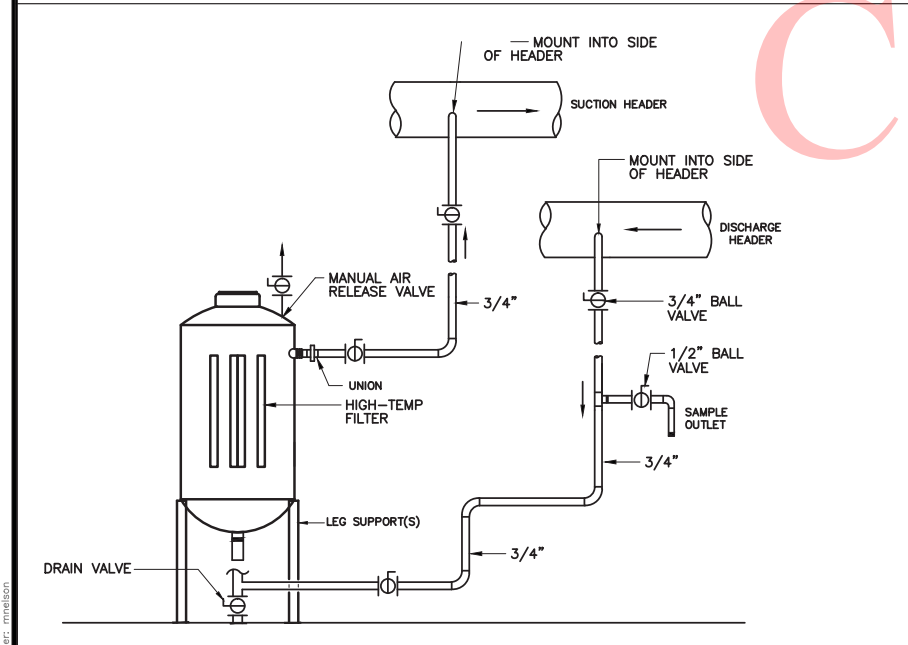 — MOUNT INTO SIDE
OF HEADER
SUCTION HEADER
MOUNT INTO SIDE
OF HEADER
DISCHARGE
HEADER
MANUAL AIR
RELEASE VALVE
3/4”
3/4” BALL
VALVE
1/2” BALL
VALVE
UNION
HIGH-TEMP
FILTER
SAMPLE
OUTLET
3/4”
LEG SUPPORT(S)
3/4”
DRAIN VALVE
er: mnelson
C